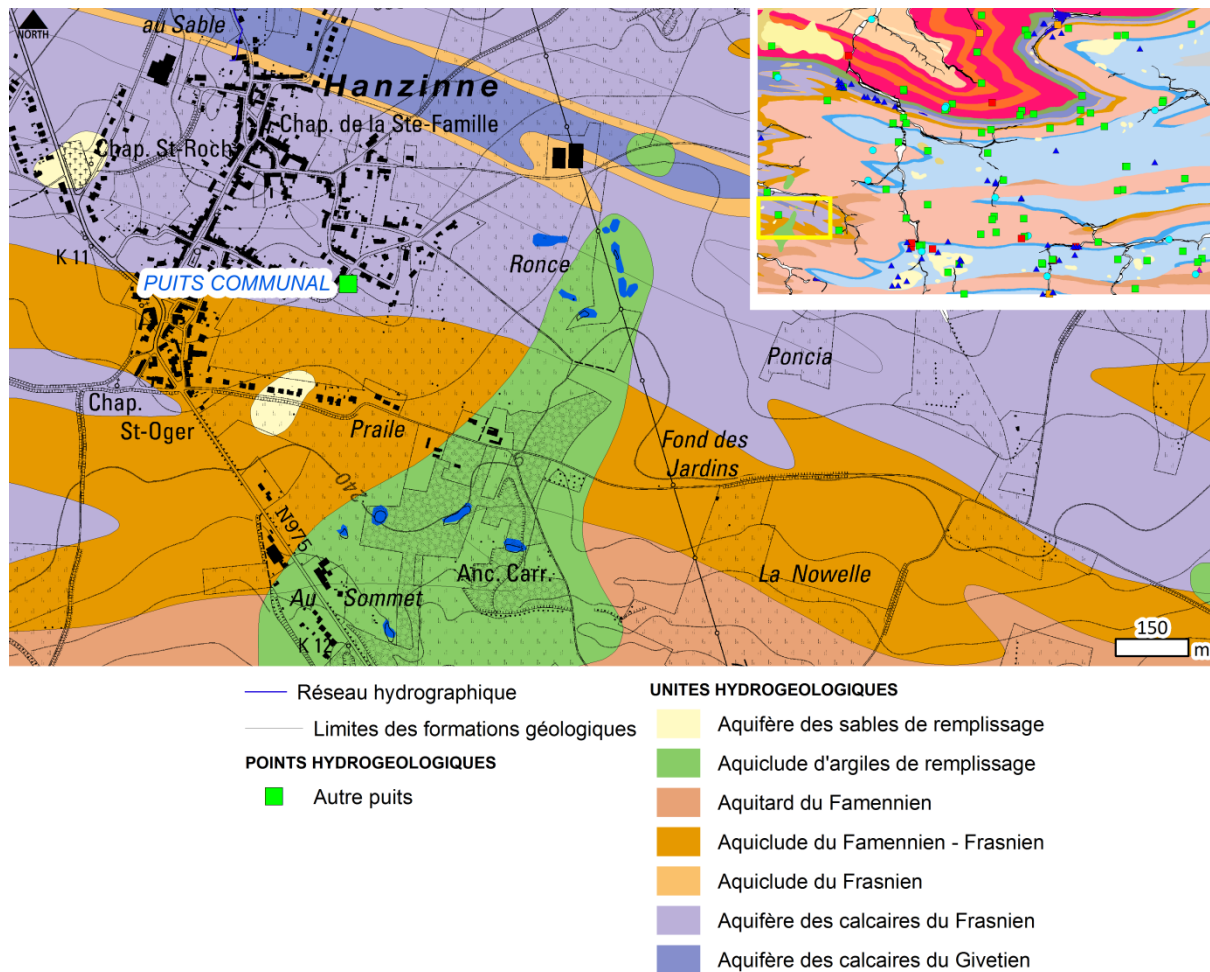 NORTH
au Sable
Hanzinne
Chap. de la Ste-Famille
Chap. St-Roch
K 11
PUITS COMMUNAL
Ronce
Poncia
Chap.
St-Oger
Praile
Fond des
Jardins
240
N975
Anc. Carr.
La Nowelle
Au Sommet
K 12
150
m
Réseau hydrographique
Limites des formations géologiques
POINTS HYDROGEOLOGIQUES
Autre puits
UNITES HYDROGEOLOGIQUES
Aquifère des sables de remplissage
Aquiclude d'argiles de remplissage
Aquitard du Famennien
Aquiclude du Famennien - Frasnien
Aquiclude du Frasnien
Aquifère des calcaires du Frasnien
Aquifère des calcaires du Givetien